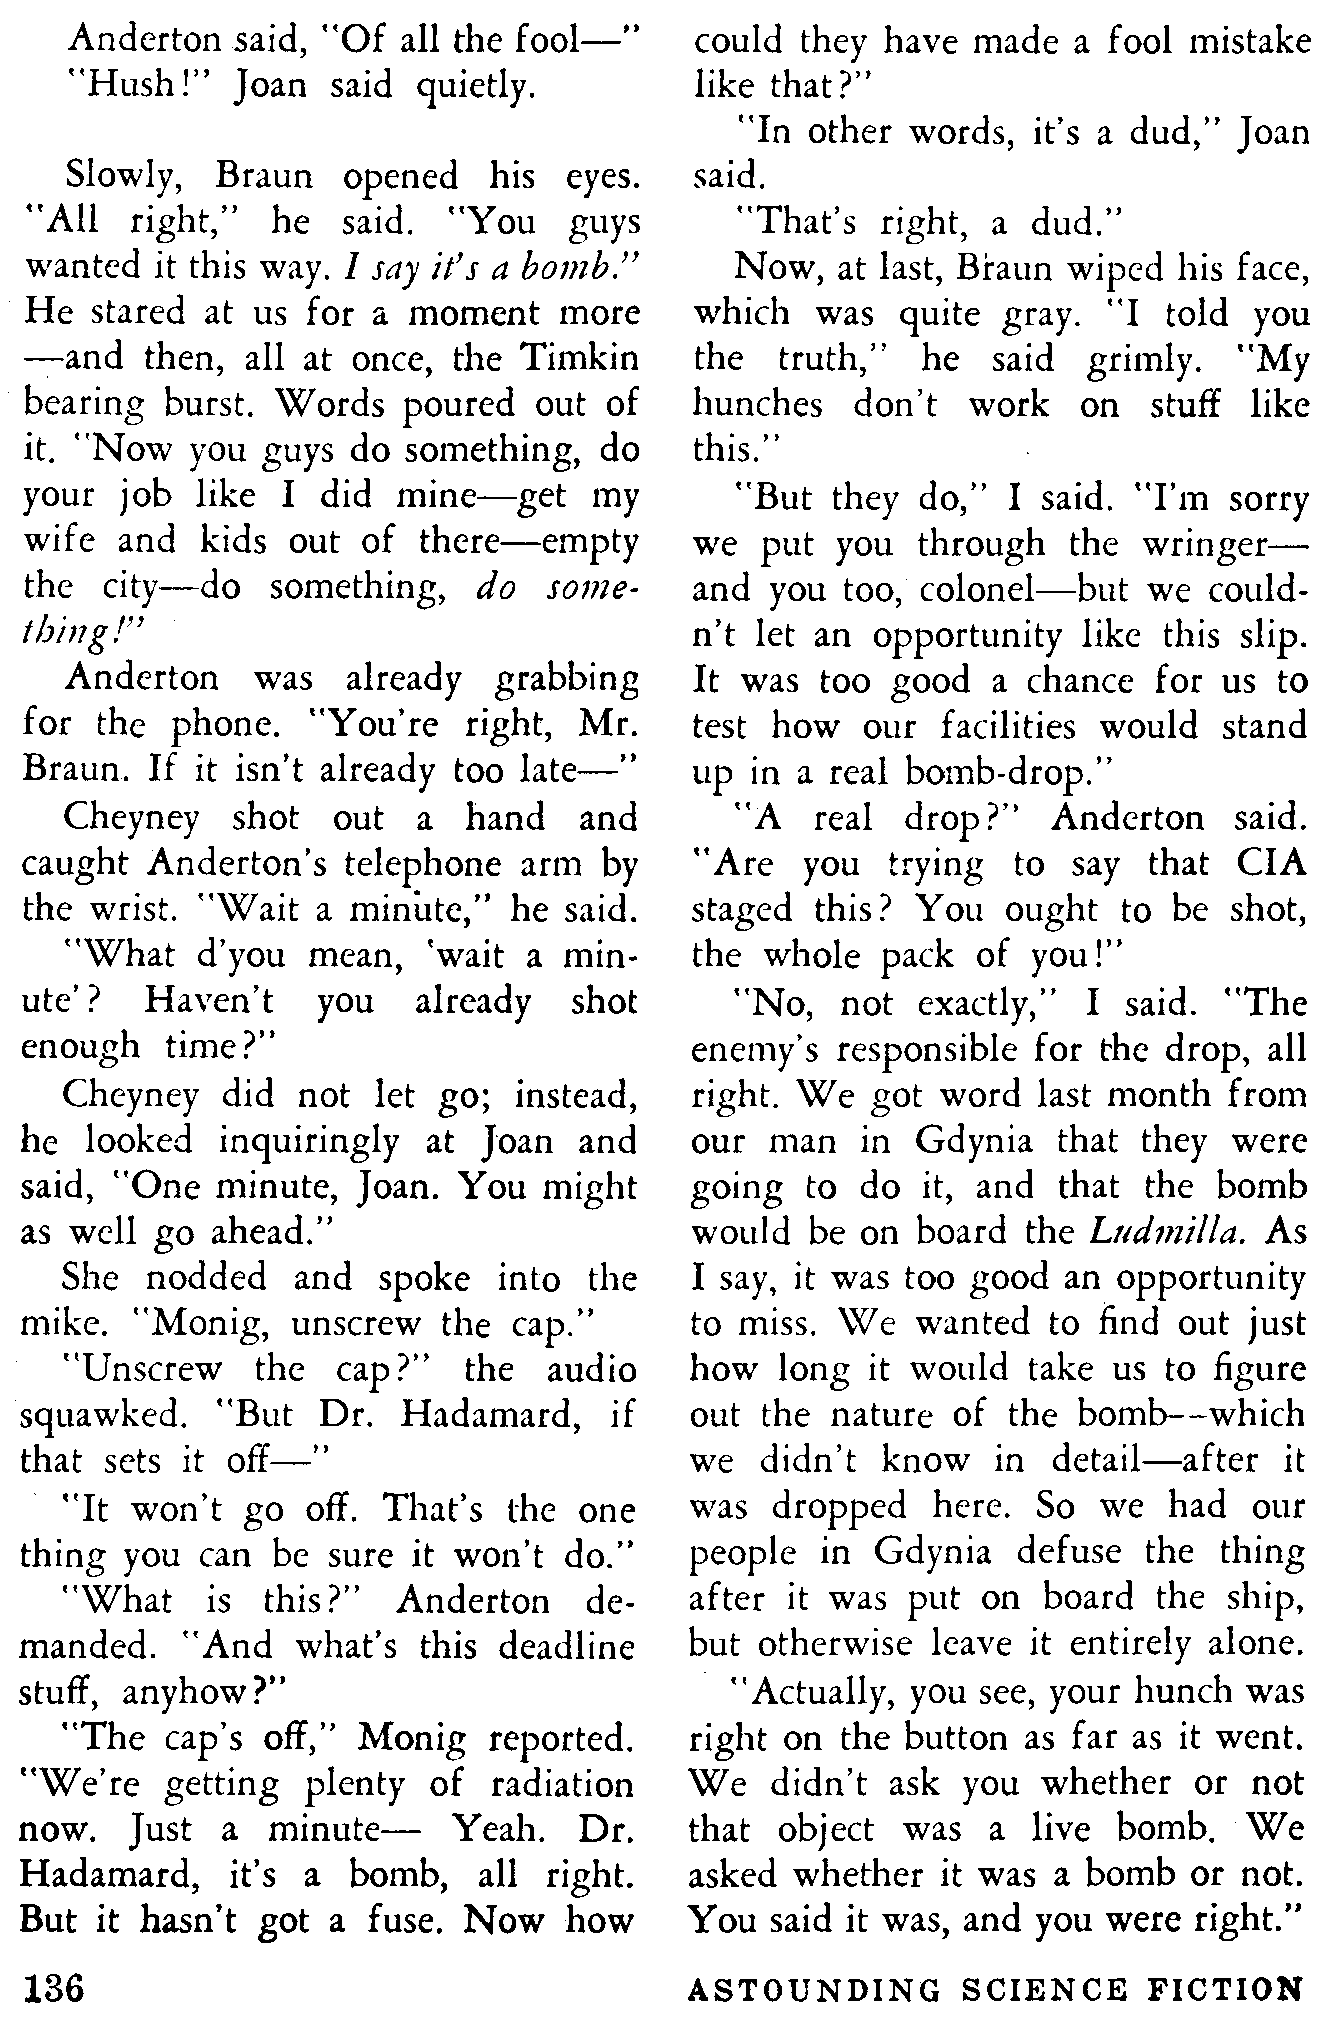 Anderton said, "Of all the fool—"
"Hush!" Joan said quietly.
Slowly, Braun opened his eyes.
"All right," he said. "You guys
wanted it this way. I say it's a bomb."
He stared at us for a moment more
—and then, all at once, the Timkin
bearing burst. Words poured out of
it. "Now you guys do something, do
your job like I did mine—get my
wife and kids out of there—empty
the city—do something, do some-
thing!"
Anderton was already grabbing
for the phone. "You're right, Mr.
Braun. If it isn't already too late—"
Cheyney shot out a hand and
caught Anderton's telephone arm by
the wrist. "Wait a minute," he said.
"What d'you mean, 'wait a min-
ute'? Haven't you already shot
enough time?"
Cheyney did not let go; instead,
he looked inquiringly at Joan and
said, "One minute, Joan. You might
as well go ahead."
She nodded and spoke into the
mike. "Monig, unscrew the cap."
"Unscrew the cap?" the audio
squawked. "But Dr. Hadamard, if
that sets it off—"
"It won't go off. That's the one
thing you can be sure it won't do."
"What is this?" Anderton de-
manded. "And what's this deadline
stuff, anyhow?"
"The cap's off," Monig reported.
"We're getting plenty of radiation
now. Just a minute— Yeah. Dr.
Hadamard, it's a bomb, all right.
But it hasn't got a fuse. Now how
could they have made a fool mistake
like that?"
"In other words, it's a dud," Joan
said.
"That's right, a dud."
Now, at last, Braun wiped his face,
which was quite gray. "I told you
the truth," he said grimly. "My
hunches don't work on stuff like
this."
"But they do," I said. "I'm sorry
we put you through the wringer—
and you too, colonel—but we could-
n't let an opportunity like this slip.
It was too good a chance for us to
test how our facilities would stand
up in a real bomb-drop."
"A real drop?" Anderton said.
"Are you trying to say that CIA
staged this? You ought to be shot,
the whole pack of you!"
"No, not exactly," I said. "The
enemy's responsible for the drop, all
right. We got word last month from
our man in Gdynia that they were
going to do it, and that the bomb
would be on board the Ludmilla. As
I say, it was too good an opportunity
to miss. We wanted to find out just
how long it would take us to figure
out the nature of the bomb--which
we didn't know in detail—after it
was dropped here. So we had our
people in Gdynia defuse the thing
after it was put on board the ship,
but otherwise leave it entirely alone.
"Actually, you see, your hunch was
right on the button as far as it went.
We didn't ask you whether or not
that object was a live bomb. We
asked whether it was a bomb or not.
You said it was, and you were right."
136
ASTOUNDING SCIENCE FICTION